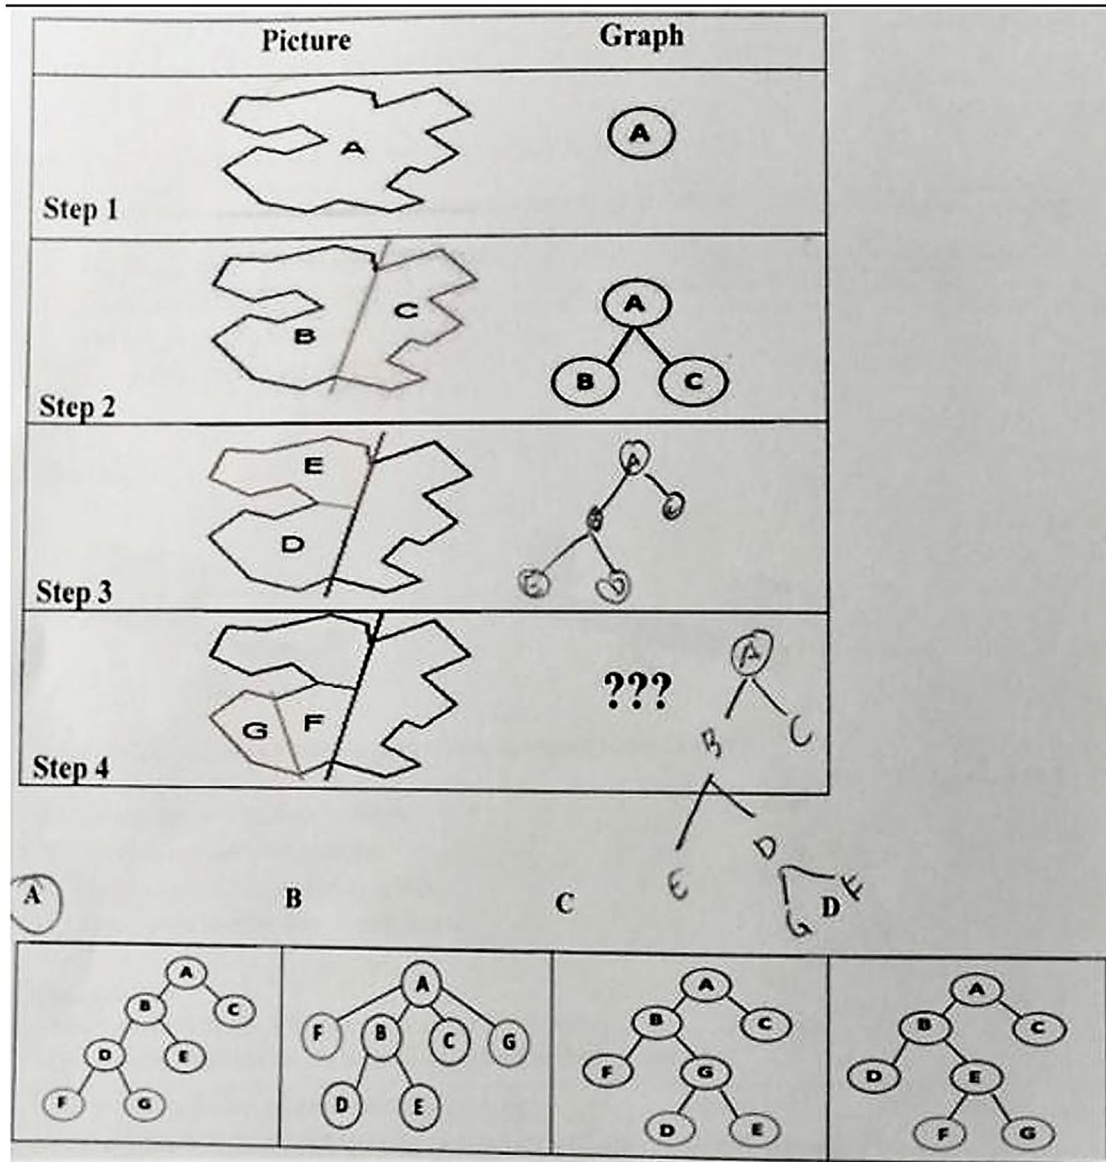 Picture Graph
A A
Step 1
A
C
B
B C
Step 2
E A
C
D
E D
Step 3
A
???
G F B C
Step 4
D
E F
G
A B C D
A A A A
B C F B C G B C B C
D E D E F G D E
F G D E F G